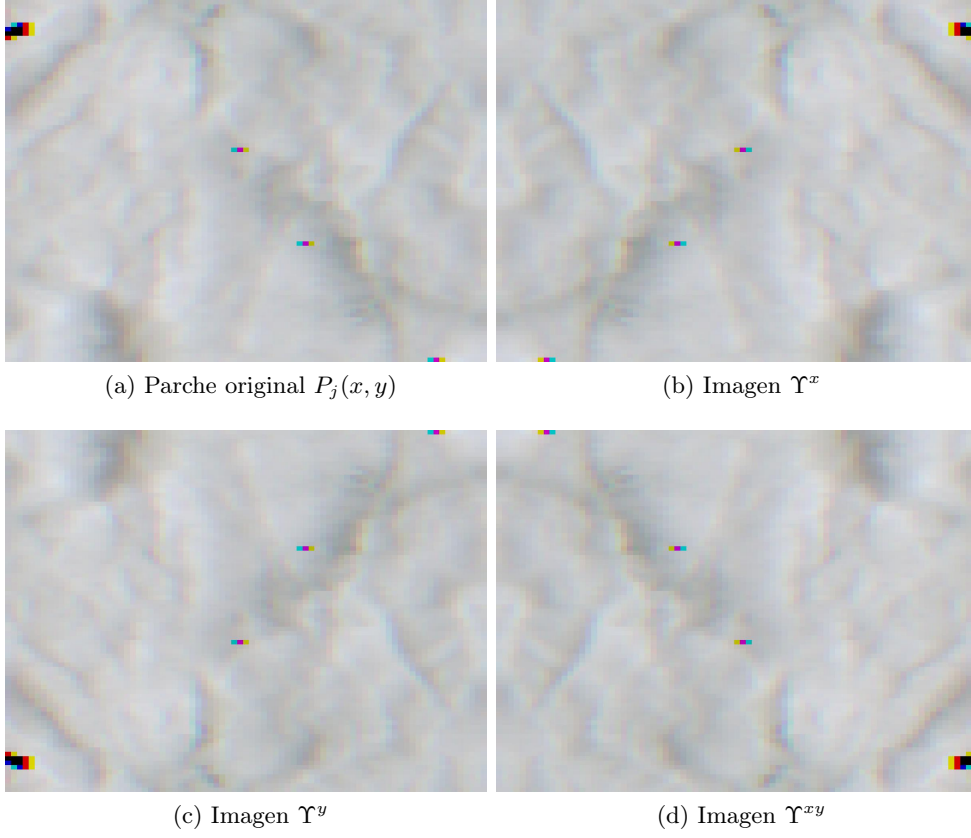 (a) Parche original $P_j(x, y)$
(b) Imagen $\Upsilon^x$
(c) Imagen $\Upsilon^y$
(d) Imagen $\Upsilon^{xy}$